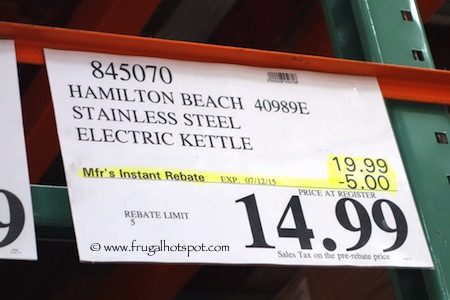 845070
HAMILTON BEACH 40989E
STAINLESS STEEL
ELECTRIC KETTLE
19.99
Mfr's Instant Rebate EXP. 07/12/15 -5.00
PRICE AT REGISTER
14.99
REBATE LIMIT
5
Sales Tax on the pre-rebate price
© www.frugalhotspot.com
9